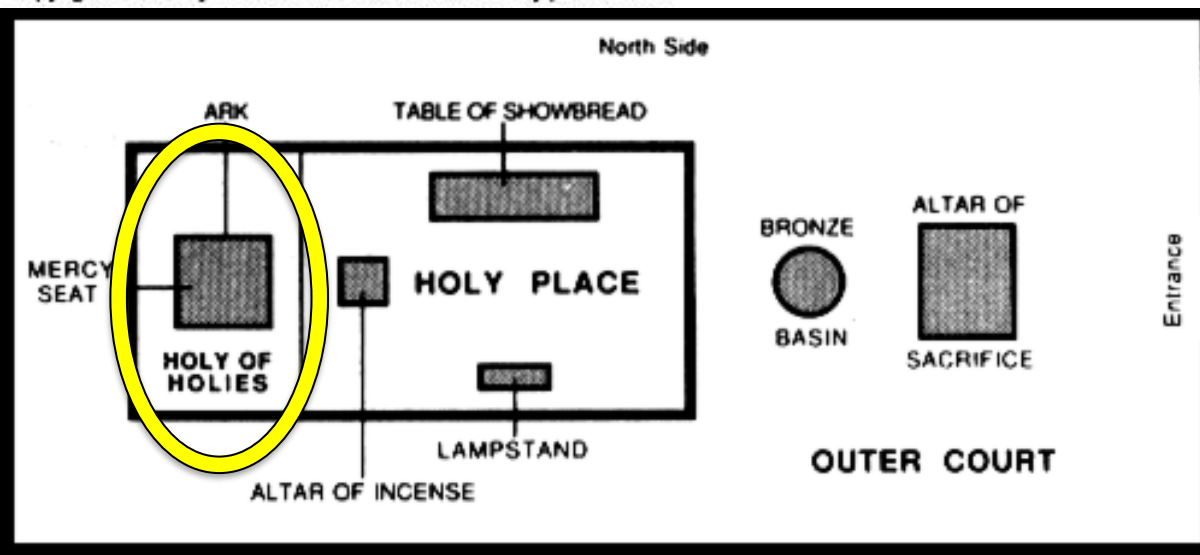 North Side
ARK
TABLE OF SHOWBREAD
ALTAR OF
BRONZE
MERCY
SEAT
HOLY PLACE
Entrance
BASIN
SACRIFICE
HOLY OF
HOLIES
LAMPSTAND
OUTER COURT
ALTAR OF INCENSE